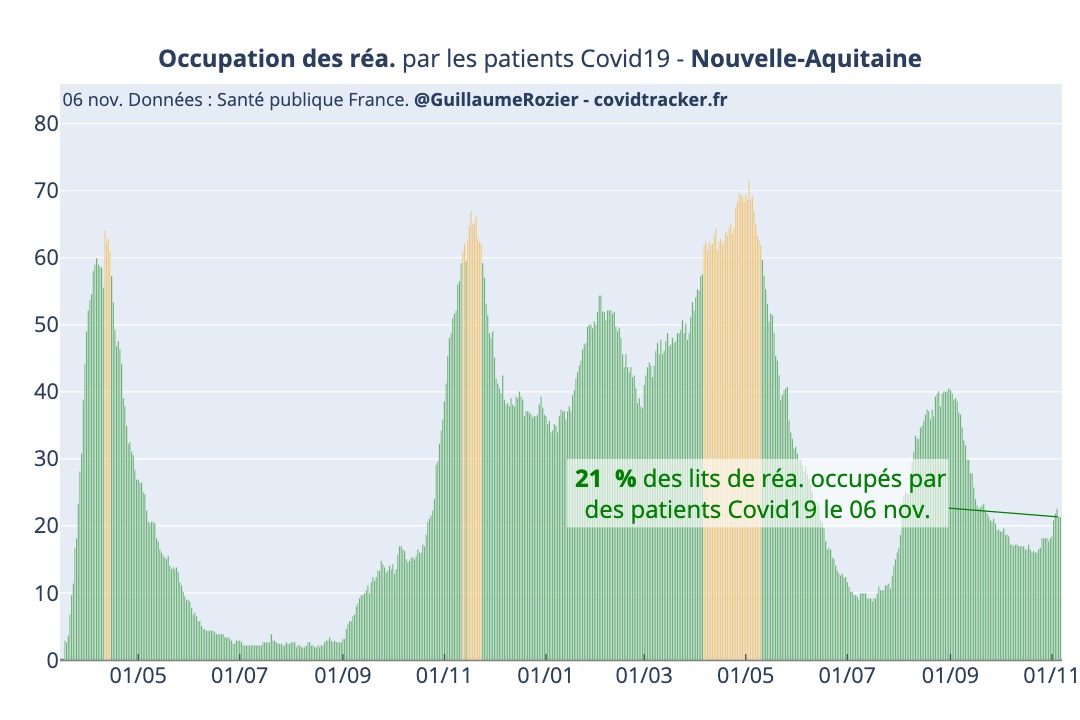 Occupation des réa. par les patients Covid19 - Nouvelle-Aquitaine
06 nov. Données : Santé publique France. @GuillaumeRozier - covidtracker.fr
80
70
60
50
40
30
20
10
0
21 % des lits de réa. occupés par
des patients Covid19 le 06 nov.
01/05 01/07 01/09 01/11 01/01 01/03 01/05 01/07 01/09 01/11